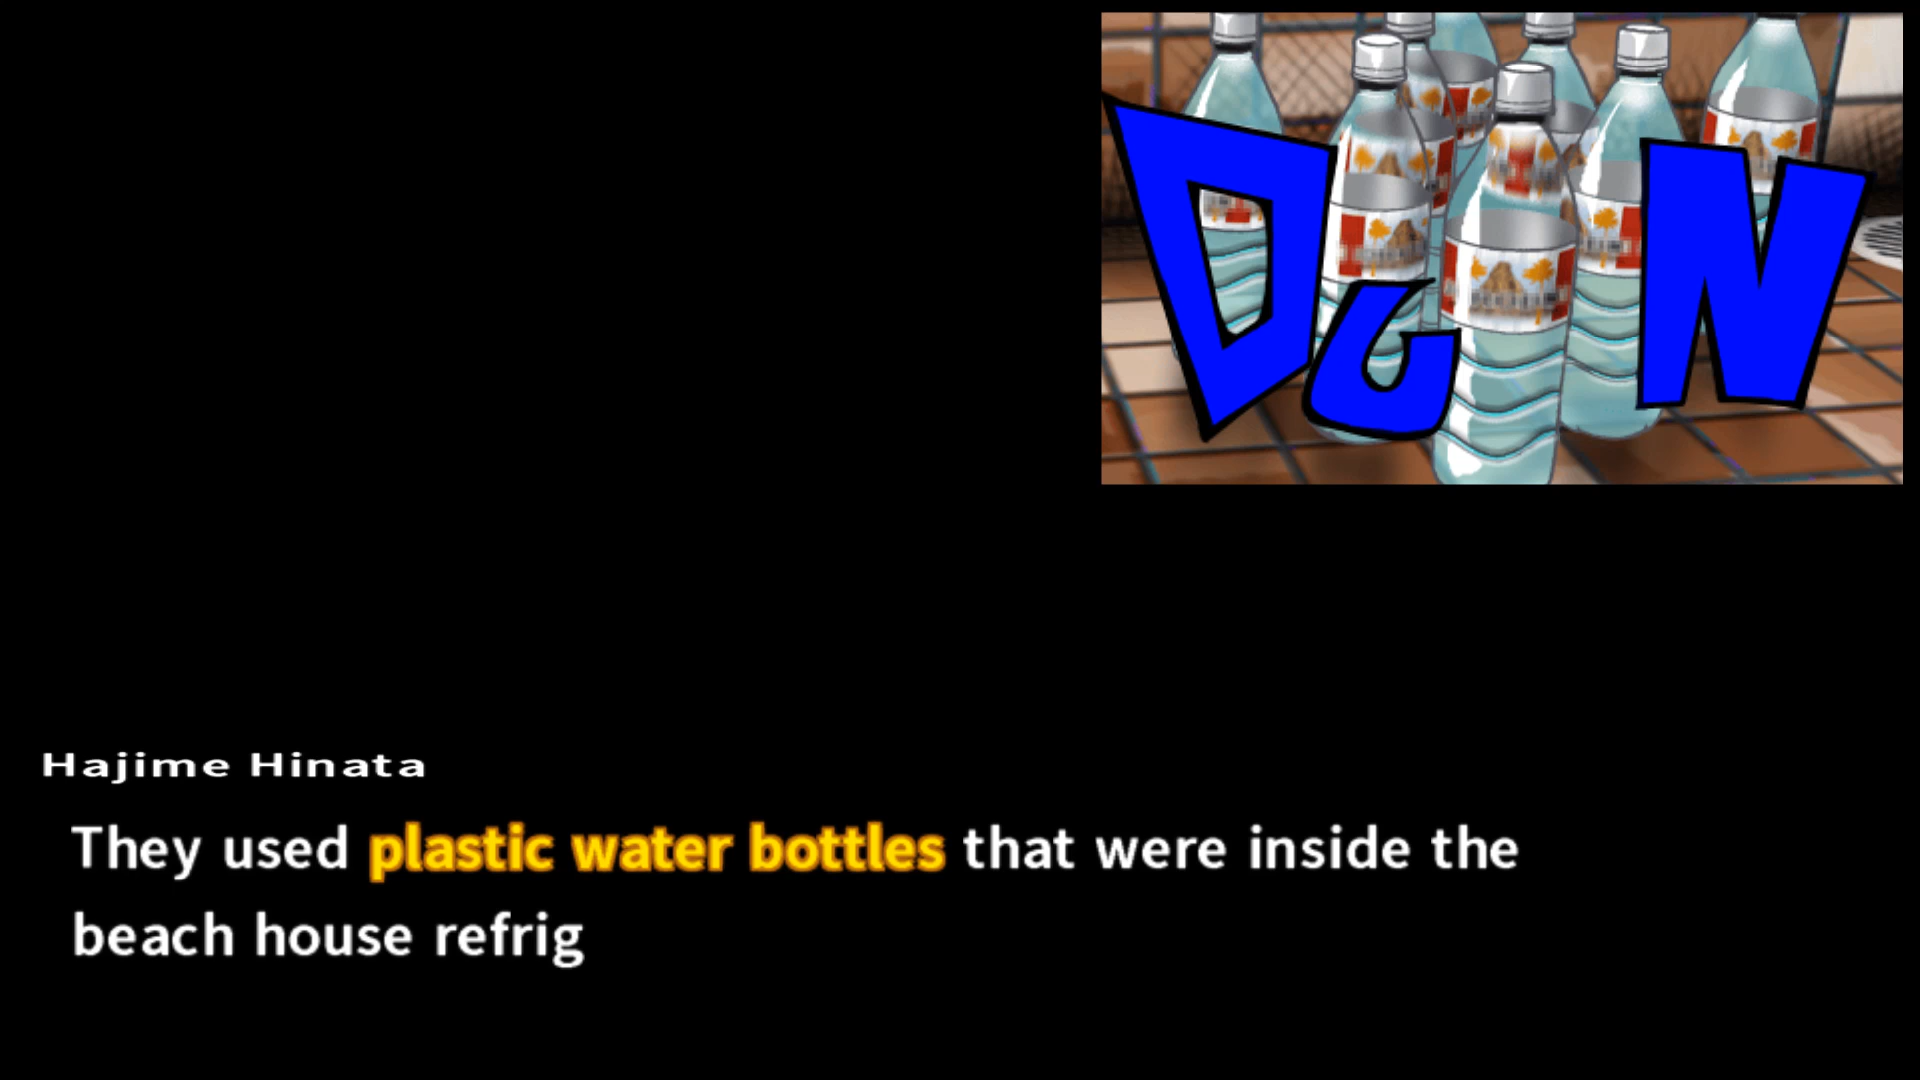 DUN
Hajime Hinata
They used plastic water bottles that were inside the
beach house refrig